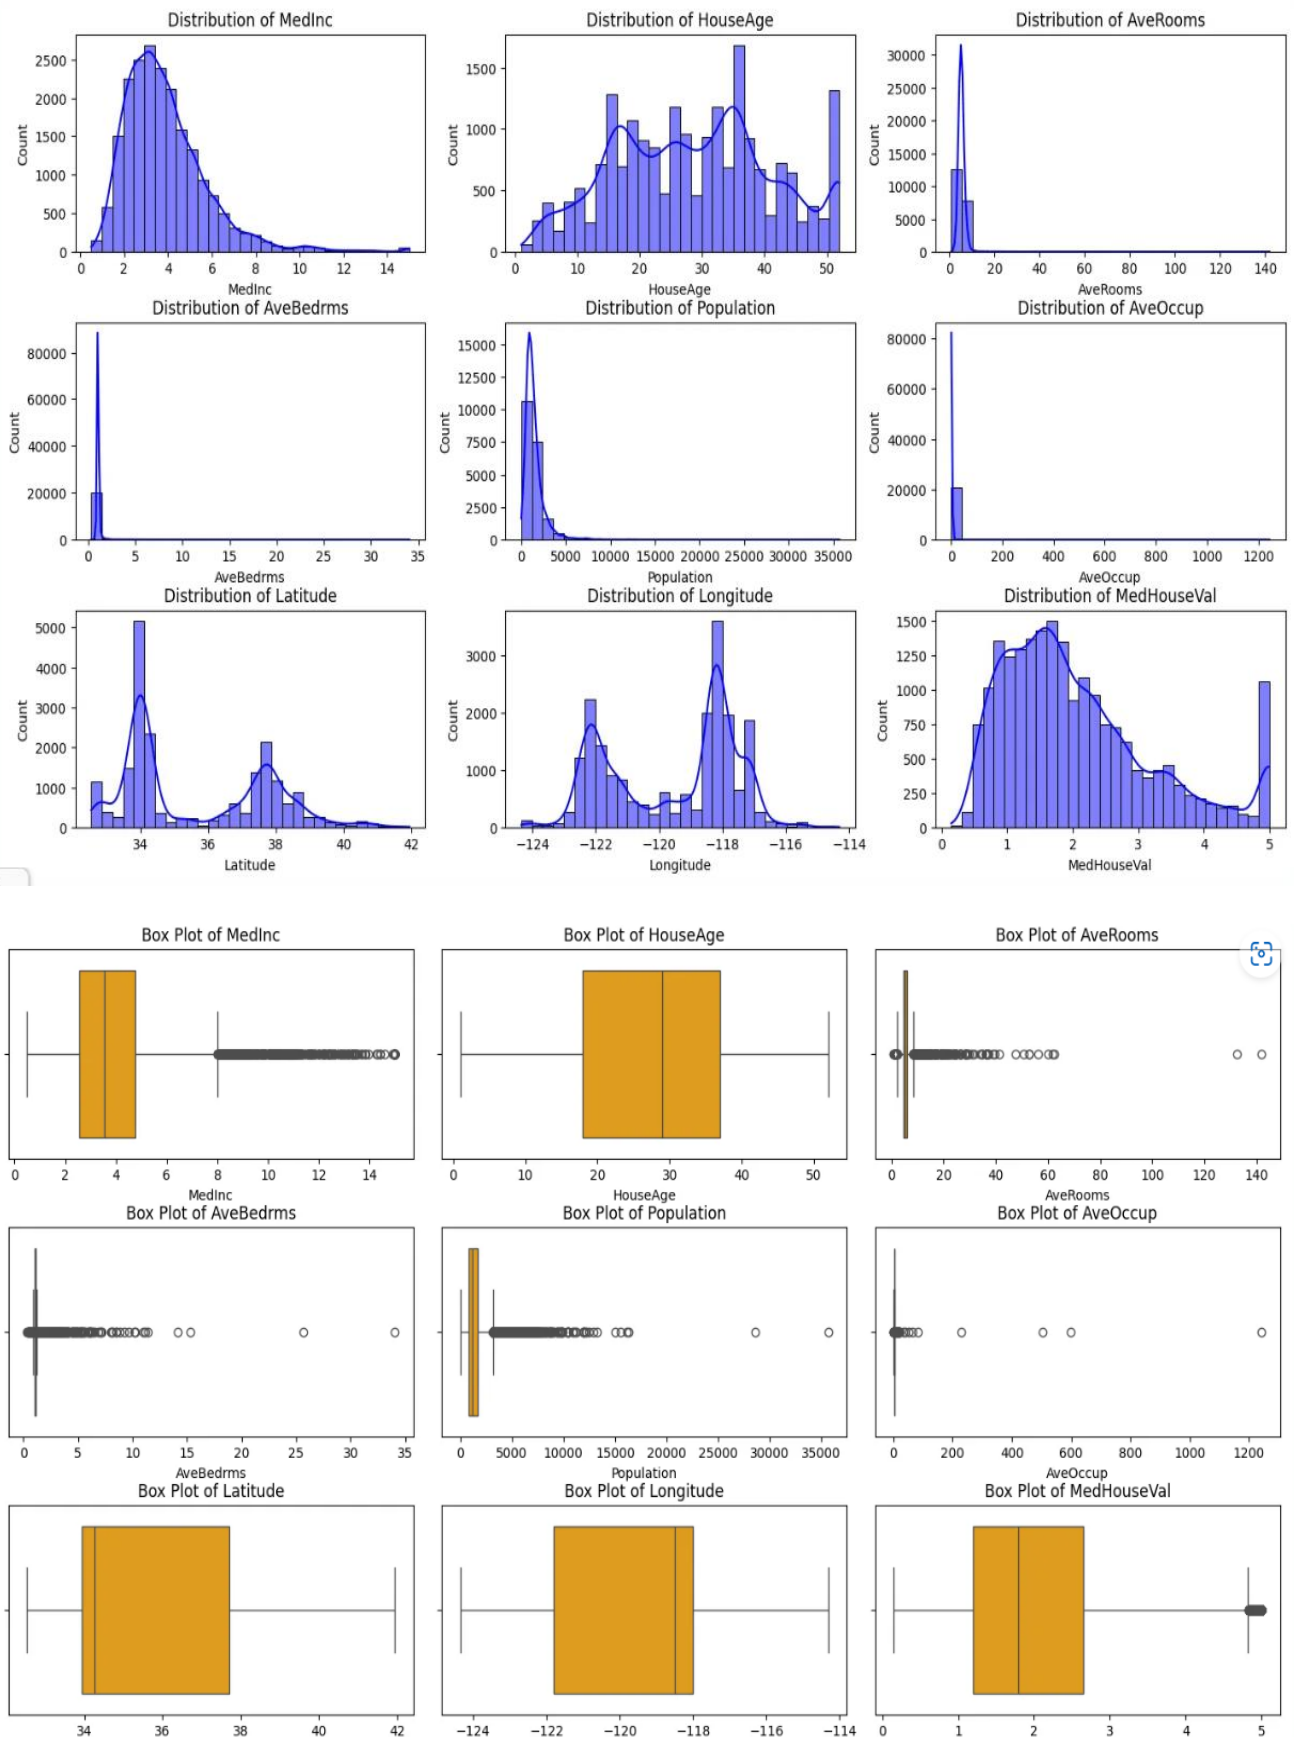 Distribution of MedInc
Distribution of HouseAge
Distribution of AveRooms
Count
2500
2000
1500
1000
500
0
0 2 4 6 8 10 12 14
MedInc
Count
1500
1000
500
0
0 10 20 30 40 50
HouseAge
Count
30000
25000
20000
15000
10000
5000
0
0 20 40 60 80 100 120 140
AveRooms
Distribution of AveBedrms
Distribution of Population
Distribution of AveOccup
Count
80000
60000
40000
20000
0
0 5 10 15 20 25 30 35
AveBedrms
Count
15000
12500
10000
7500
5000
2500
0
0 5000 10000 15000 20000 25000 30000 35000
Population
Count
80000
60000
40000
20000
0
0 200 400 600 800 1000 1200
AveOccup
Distribution of Latitude
Distribution of Longitude
Distribution of MedHouseVal
Count
5000
4000
3000
2000
1000
0
34 36 38 40 42
Latitude
Count
3000
2000
1000
0
−124 −122 −120 −118 −116 −114
Longitude
Count
1500
1250
1000
750
500
250
0
0 1 2 3 4 5
MedHouseVal
Box Plot of MedInc
Box Plot of HouseAge
Box Plot of AveRooms
0 2 4 6 8 10 12 14
MedInc
0 10 20 30 40 50
HouseAge
0 20 40 60 80 100 120 140
AveRooms
Box Plot of AveBedrms
Box Plot of Population
Box Plot of AveOccup
0 5 10 15 20 25 30 35
AveBedrms
0 5000 10000 15000 20000 25000 30000 35000
Population
0 200 400 600 800 1000 1200
AveOccup
Box Plot of Latitude
Box Plot of Longitude
Box Plot of MedHouseVal
34 36 38 40 42
−124 −122 −120 −118 −116 −114
0 1 2 3 4 5